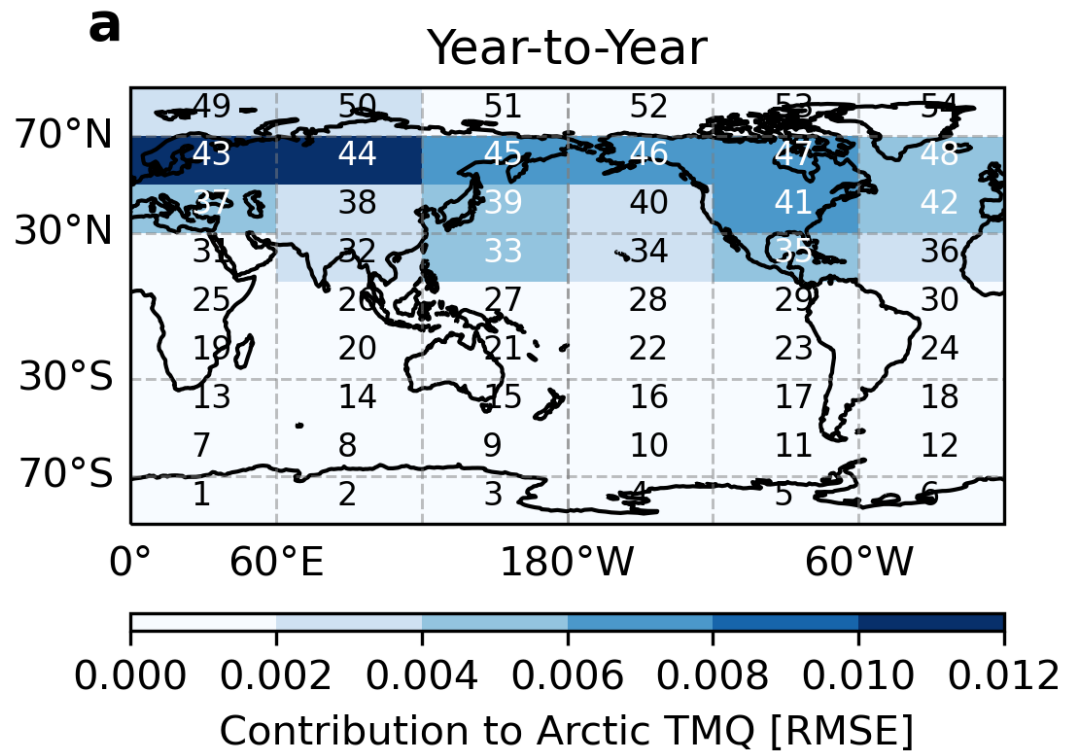 a
Year-to-Year
49 50 51 52 53 54
70°N
43 44 45 46 47 48
37 38 39 40 41 42
30°N
31 32 33 34 35 36
25 26 27 28 29 30
19 20 21 22 23 24
30°S
13 14 15 16 17 18
7 8 9 10 11 12
70°S
1 2 3 4 5 6
0° 60°E 180°W 60°W
0.000 0.002 0.004 0.006 0.008 0.010 0.012
Contribution to Arctic TMQ [RMSE]